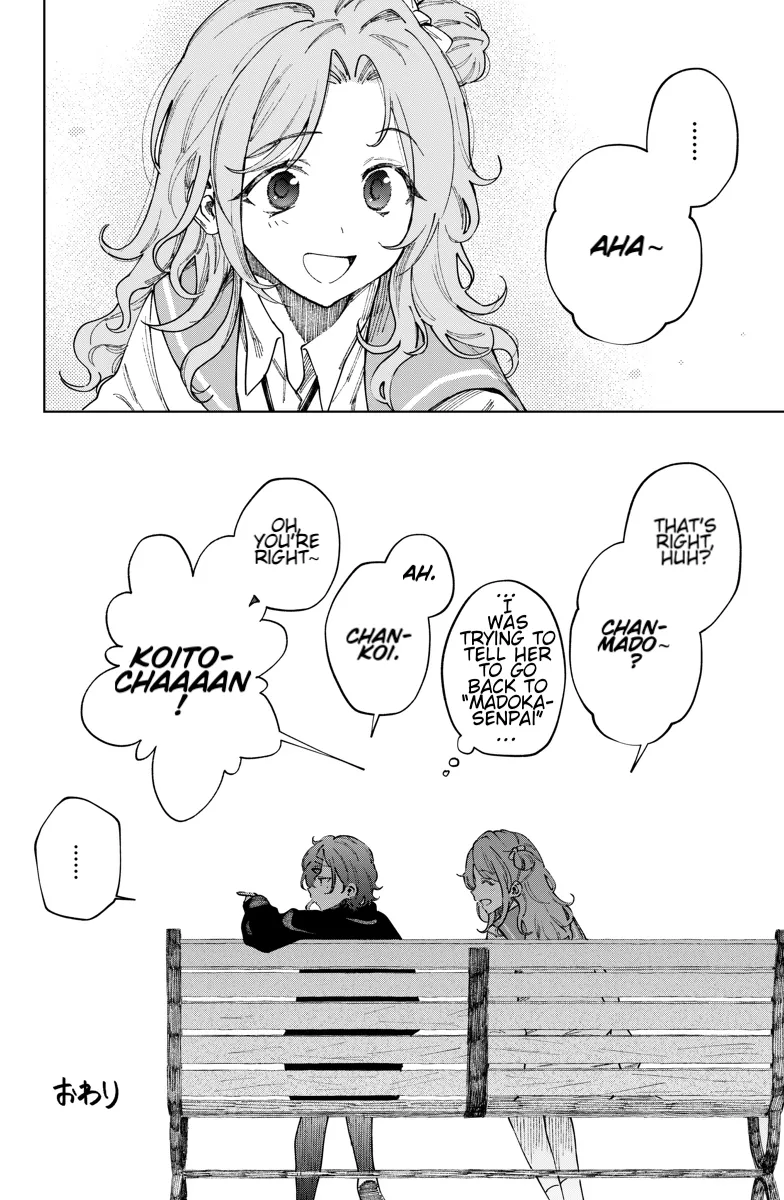 ......
AHA~
THAT'S
RIGHT,
HUH?
CHAN-
MADO~
?
...
I
WAS
TRYING TO
TELL HER
TO GO
BACK TO
"MADOKA-
SENPAI"
...
AH.
CHAN-
KOI.
OH,
YOU'RE
RIGHT~
KOITO-
CHAAAAN
!
......
おわり